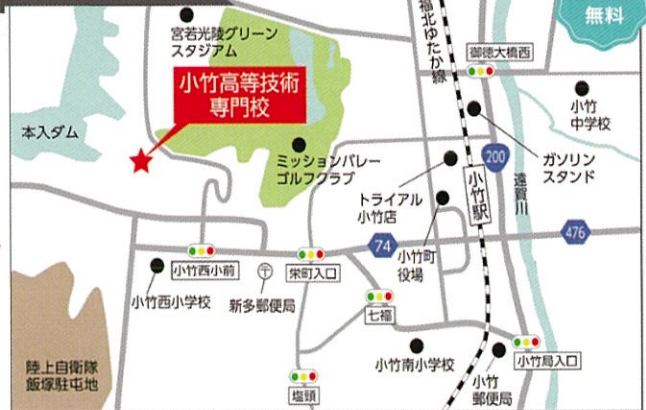 無料
宮若光陵グリーン
スタジアム
福北ゆたか線
御徳大橋西
小竹高等技術
専門校
小竹
中学校
本入ダム
ミッションバレー
ゴルフクラブ
200
ガソリン
スタンド
トライアル
小竹店
小竹駅
遠賀川
74
476
小竹町
役場
小竹西小前
栄町入口
小竹西小学校
新多郵便局
七福
小竹南小学校
小竹局入口
小竹
郵便局
陸上自衛隊
飯塚駐屯地
塩頭